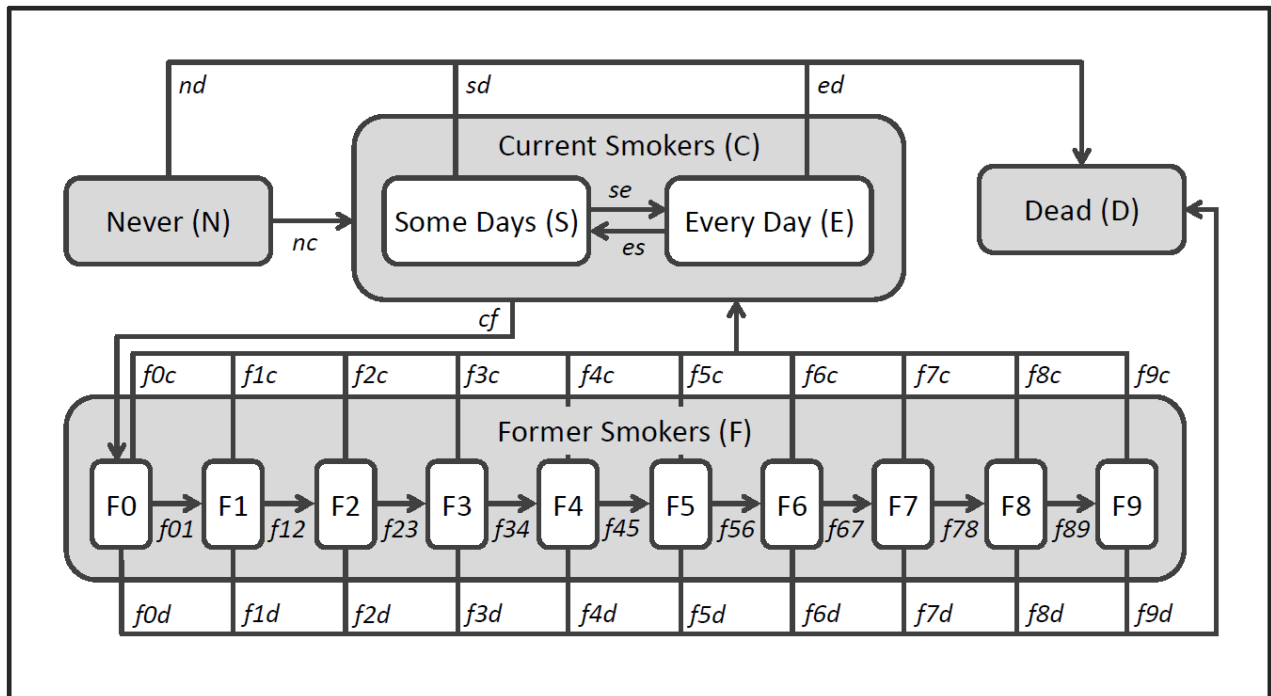 nd sd ed
Current Smokers (C)
Never (N) Some Days (S) se Every Day (E) Dead (D)
nc es
cf
f0c f1c f2c f3c f4c f5c f6c f7c f8c f9c
Former Smokers (F)
F0 F1 F2 F3 F4 F5 F6 F7 F8 F9
f01 f12 f23 f34 f45 f56 f67 f78 f89
f0d f1d f2d f3d f4d f5d f6d f7d f8d f9d